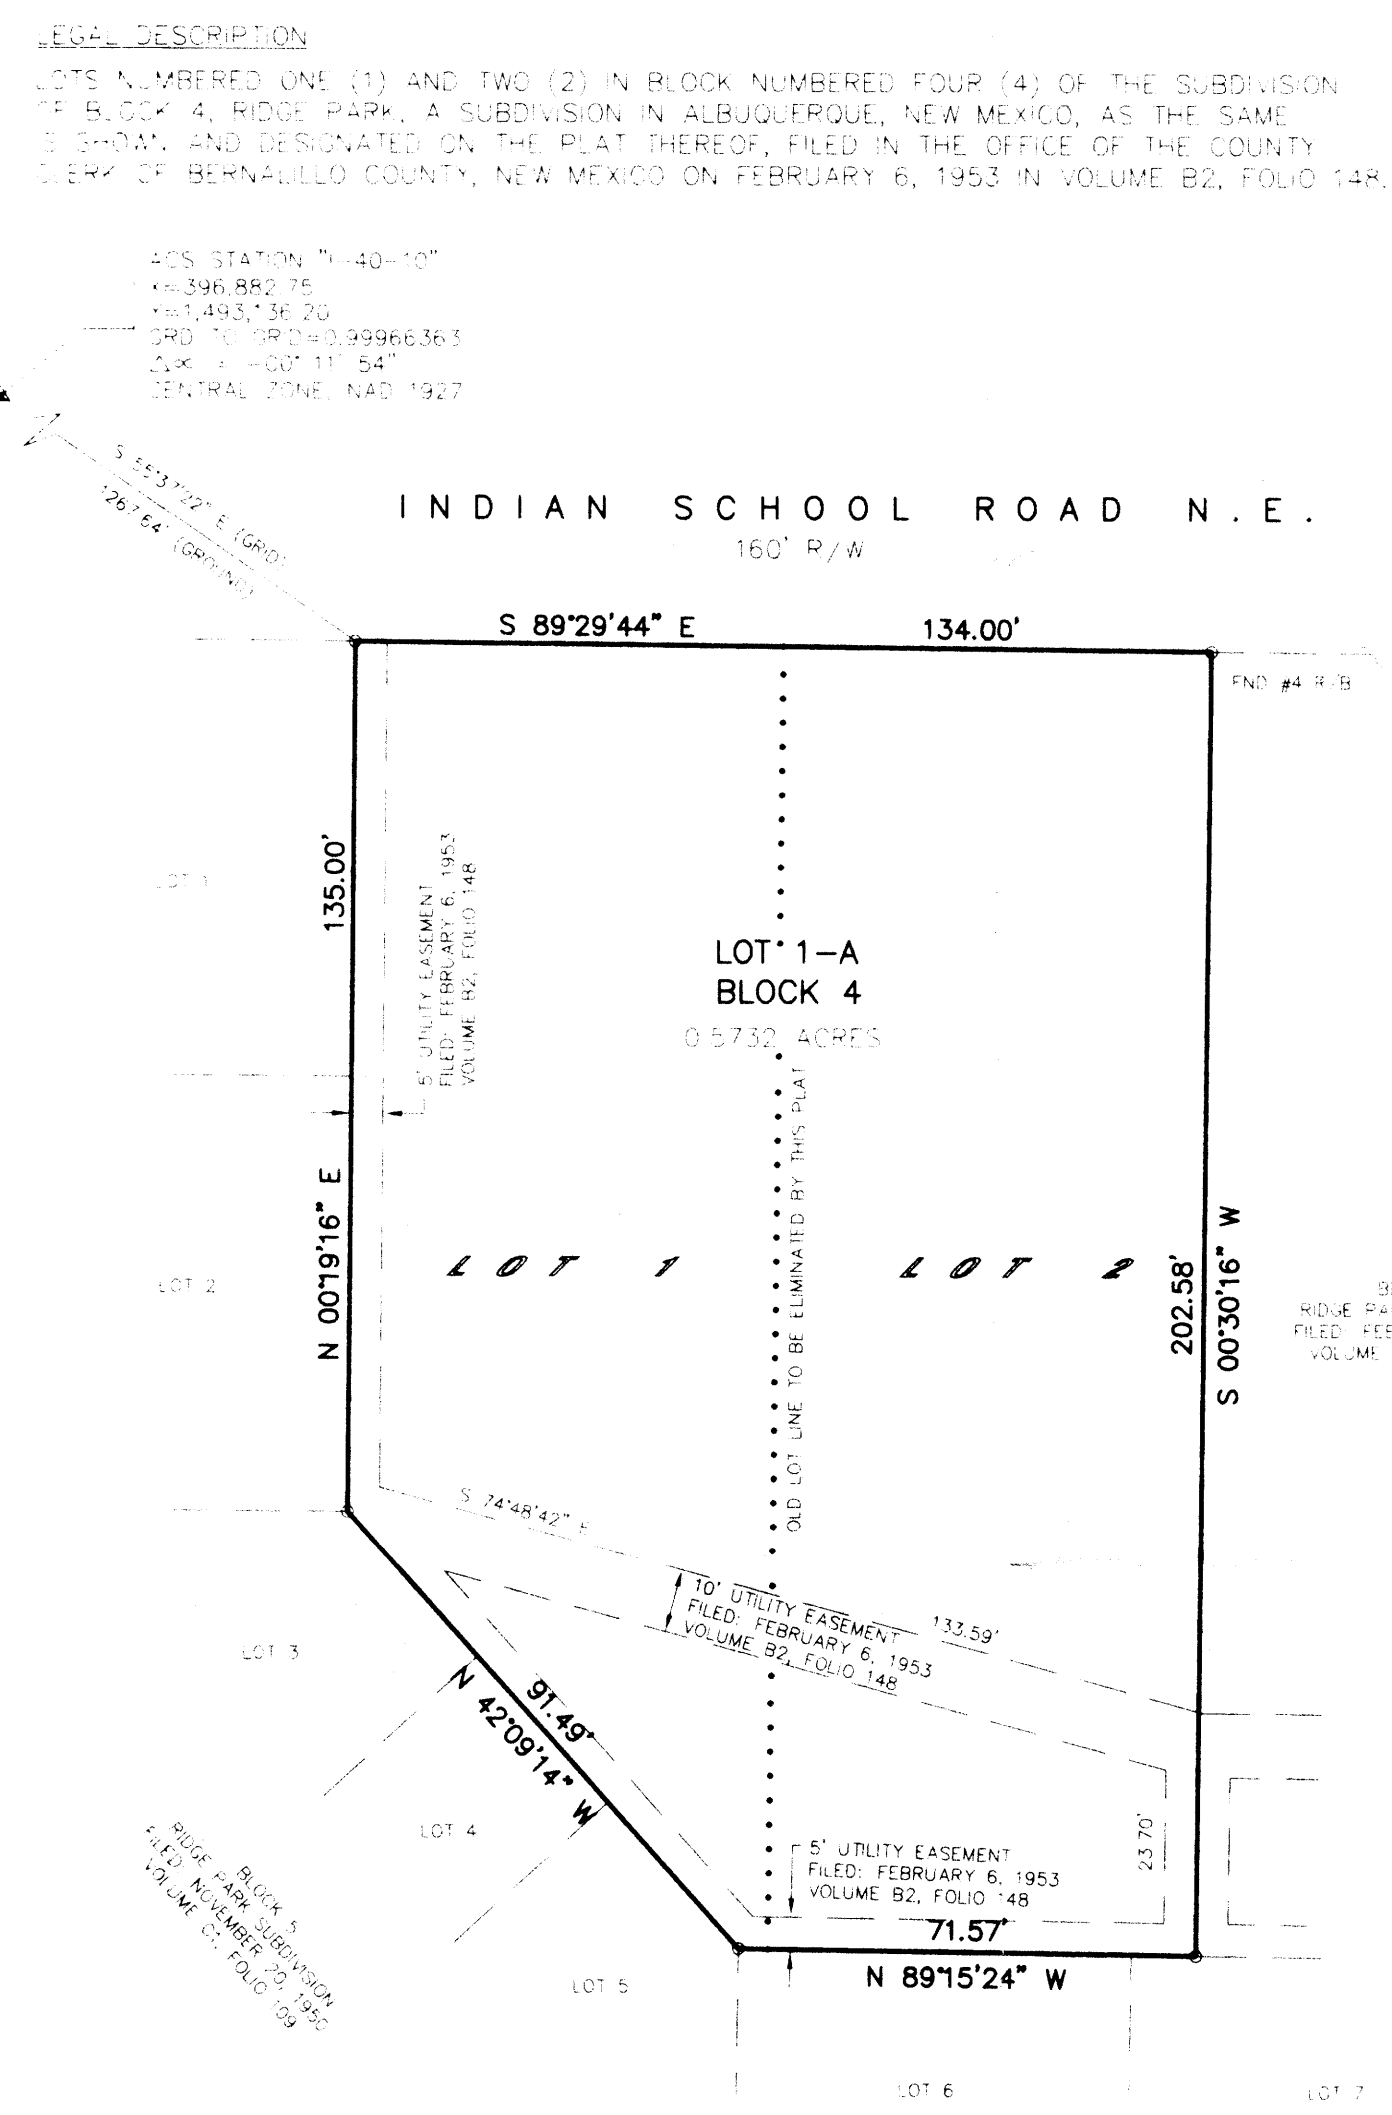 LEGAL DESCRIPTION
LOTS NUMBERED ONE (1) AND TWO (2) IN BLOCK NUMBERED FOUR (4) OF THE SUBDIVISION
OF BLOCK 4, RIDGE PARK, A SUBDIVISION IN ALBUQUERQUE, NEW MEXICO, AS THE SAME
IS SHOWN AND DESIGNATED ON THE PLAT THEREOF, FILED IN THE OFFICE OF THE COUNTY
CLERK OF BERNALILLO COUNTY, NEW MEXICO ON FEBRUARY 6, 1953 IN VOLUME B2, FOLIO 148.
ACS STATION "I-40-10"
X=396,882.75
Y=1,493,136.20
GRD TO GRID=0.99966363
Δ∝ = -00° 11' 54"
CENTRAL ZONE, NAD 1927
S 55°37'22" E (GRID)
1267.64' (GROUND)
INDIAN SCHOOL ROAD N.E.
160' R/W
S 89°29'44" E 134.00'
FND #4 R/B
135.00'
N 00°19'16" E
5' UTILITY EASEMENT
FILED: FEBRUARY 6, 1953
VOLUME B2, FOLIO 148
LOT 1
LOT 1-A
BLOCK 4
0.5732 ACRES
OLD LOT LINE TO BE ELIMINATED BY THIS PLAT
LOT 1 LOT 2
LOT 2
202.58'
S 00°30'16" W
RIDGE
FILED:
VOLUME
S 74°48'42" E
133.59'
10' UTILITY EASEMENT
FILED: FEBRUARY 6, 1953
VOLUME B2, FOLIO 148
LOT 3
91.49'
N 42°09'14" W
LOT 4
23.70'
5' UTILITY EASEMENT
FILED: FEBRUARY 6, 1953
VOLUME B2, FOLIO 148
71.57'
N 89°15'24" W
BLOCK 5
RIDGE PARK SUBDIVISION
FILED: NOVEMBER 20, 1950
VOLUME C1, FOLIO 109
LOT 5
LOT 6
LOT 7